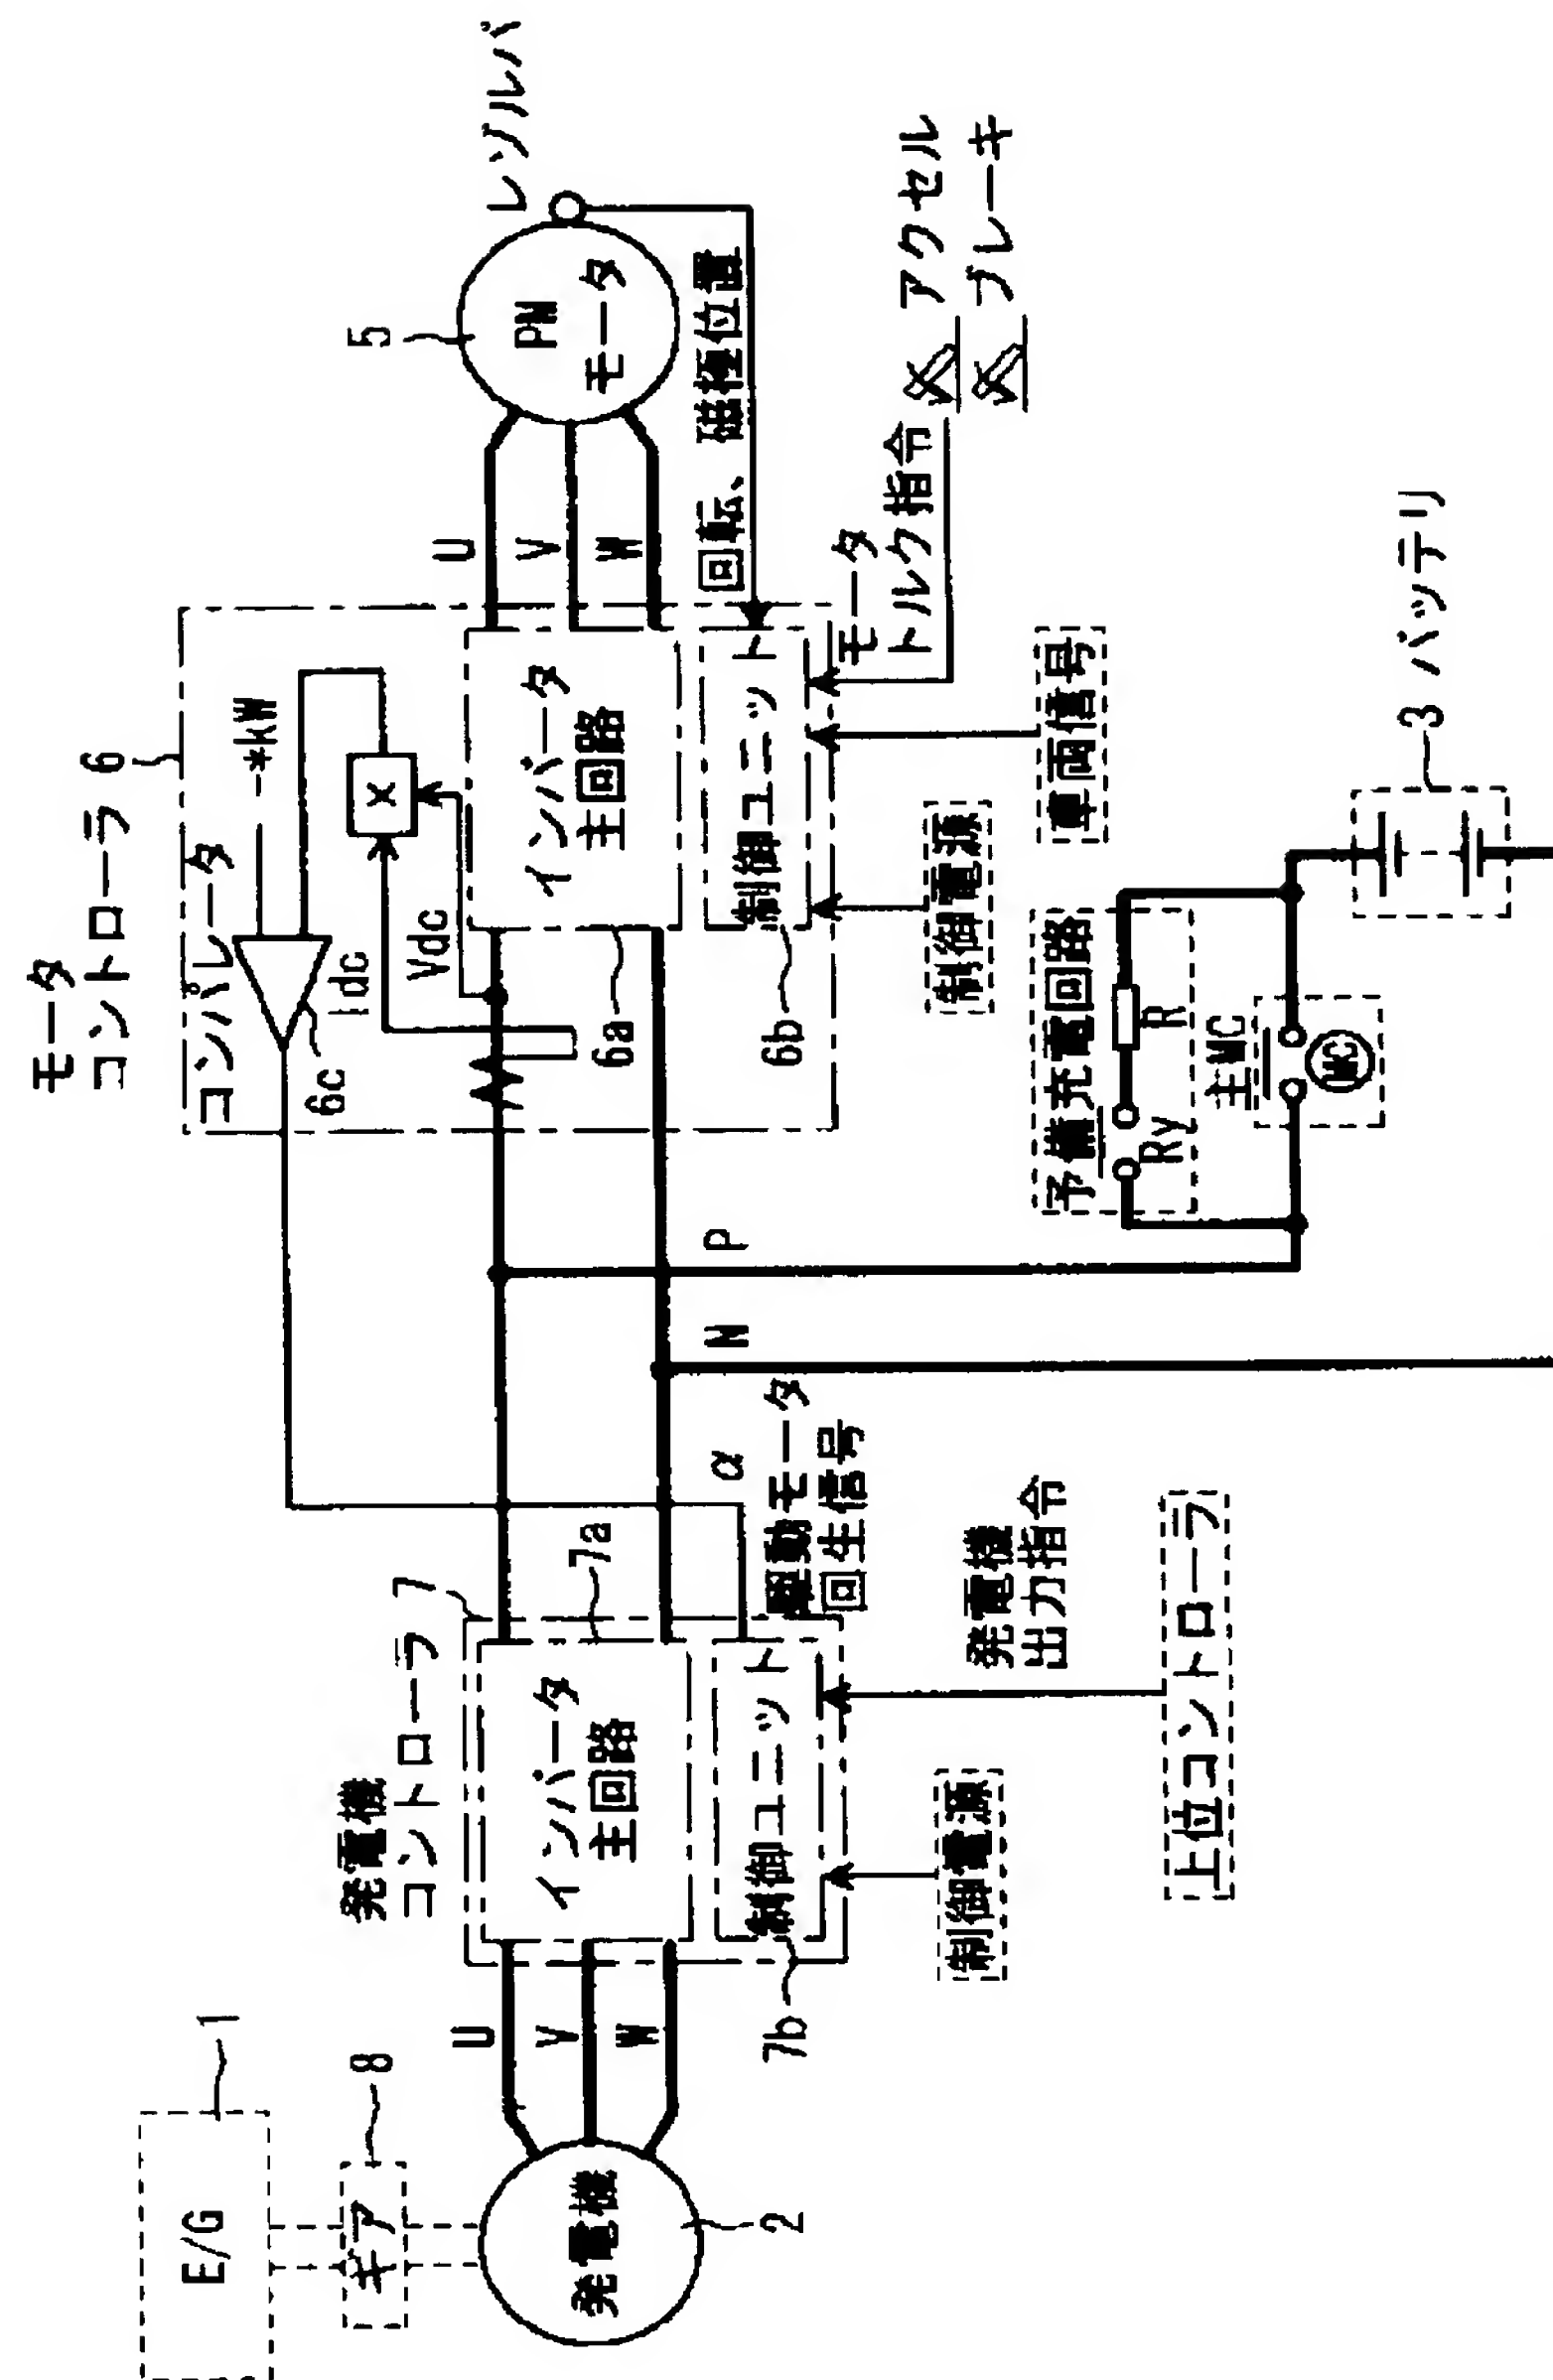 モータ
コントローラ 6
コンパレータ
6c
-*kW
X
Idc
Vdc
インバータ
主回路
6a
制御ユニット
6b
U
V
W
5
PM
モータ
レゾルバ
回転、磁極位置
モータ
トルク指令
アクセル
ブレーキ
制御電源
車両信号
予備充電回路
Ry
R
主MC
MC
3 バッテリ
P
N
α
駆動モータ
回生信号
発電機
コントローラ
7
7a
インバータ
主回路
制御ユニット
7b
発電機
出力指令
制御電源
上位コントローラ
U
V
W
E/G
1
ギア
8
発電機
2